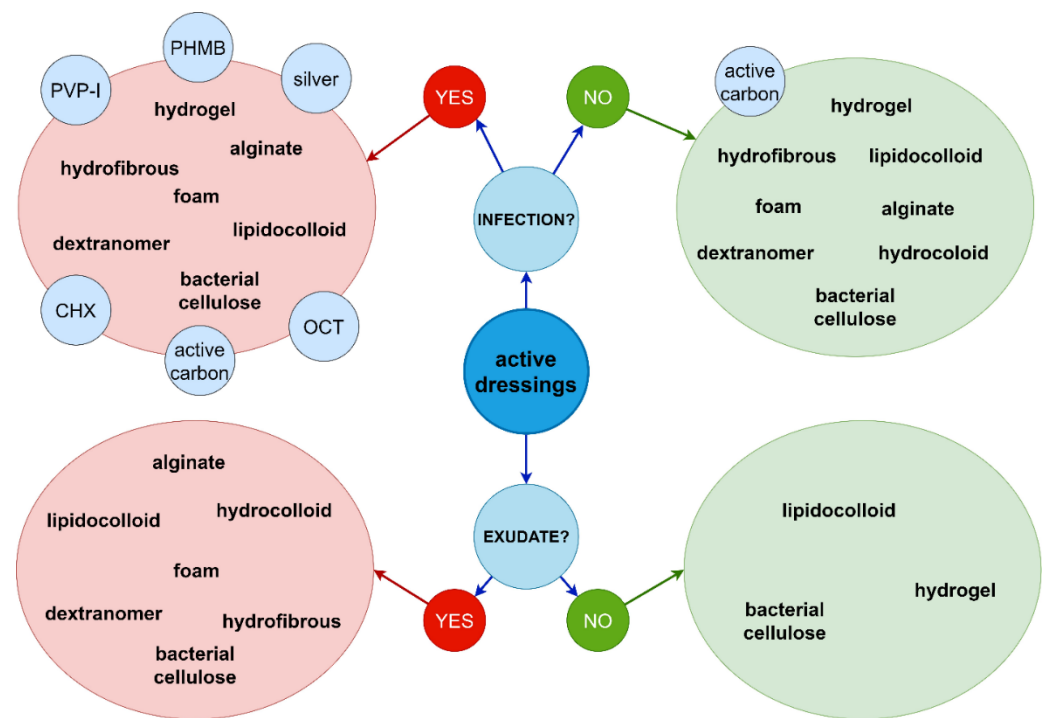 PHMB
PVP-I
silver
hydrogel
alginate
hydrofibrous
foam
lipidocolloid
dextranomer
bacterial
cellulose
CHX
OCT
active
carbon
YES
NO
INFECTION?
active
carbon
hydrogel
hydrofibrous
lipidocolloid
foam
alginate
dextranomer
hydrocoloid
bacterial
cellulose
active
dressings
EXUDATE?
YES
NO
alginate
lipidocolloid
hydrocolloid
foam
dextranomer
hydrofibrous
bacterial
cellulose
lipidocolloid
hydrogel
bacterial
cellulose